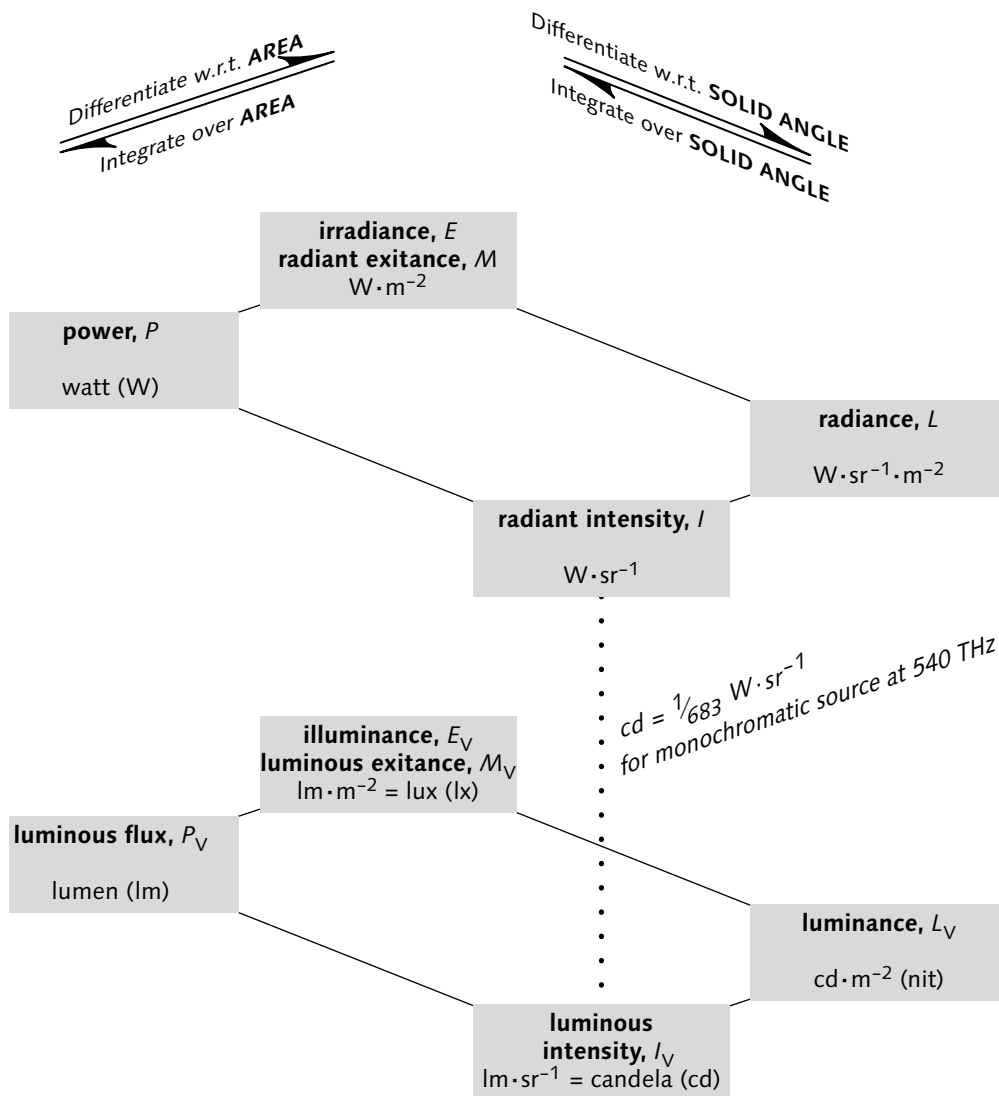 Differentiate w.r.t. AREA
Integrate over AREA
Differentiate w.r.t. SOLID ANGLE
Integrate over SOLID ANGLE
irradiance, E
radiant exitance, M
W·m⁻²
power, P
watt (W)
radiance, L
W·sr⁻¹·m⁻²
radiant intensity, I
W·sr⁻¹
cd = 1/683 W·sr⁻¹
for monochromatic source at 540 THz
illuminance, E_V
luminous exitance, M_V
lm·m⁻² = lux (lx)
luminous flux, P_V
lumen (lm)
luminance, L_V
cd·m⁻² (nit)
luminous
intensity, I_V
lm·sr⁻¹ = candela (cd)